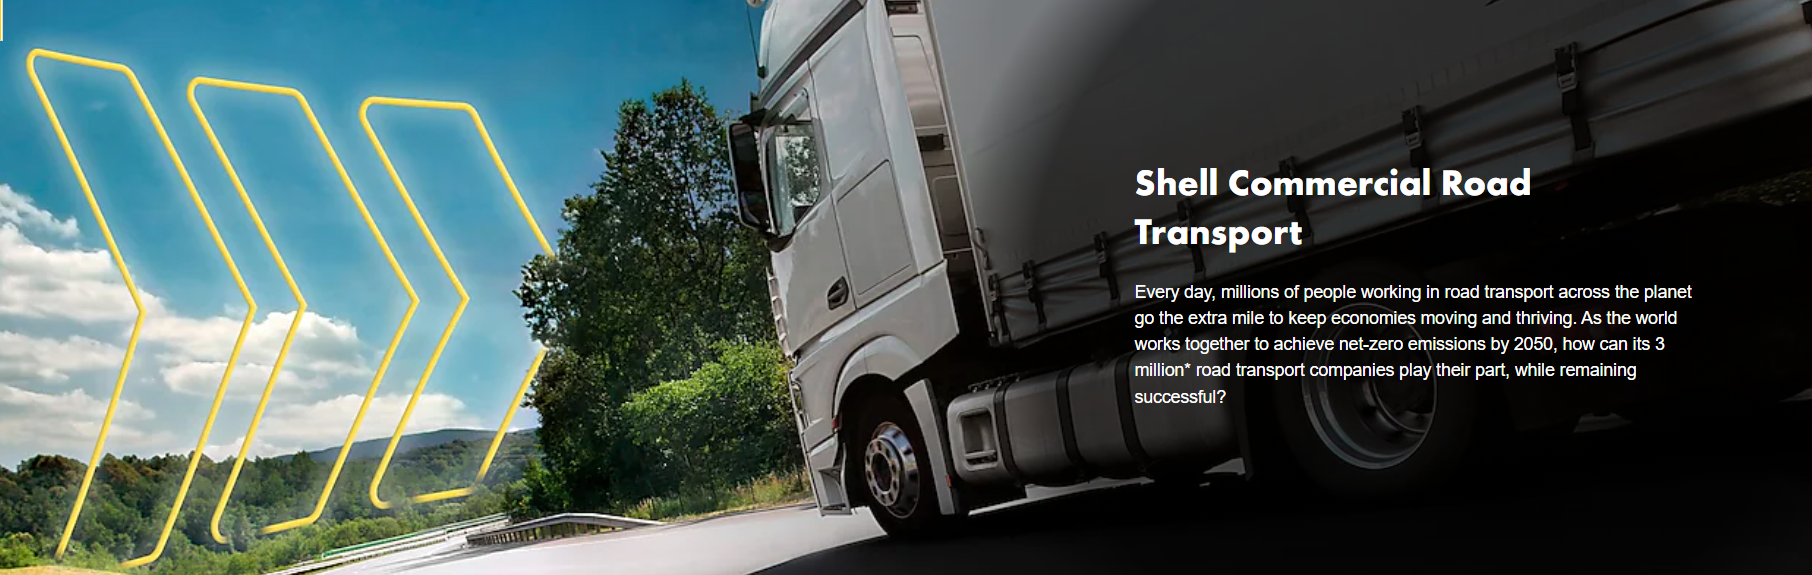 Shell Commercial Road
Transport
Every day, millions of people working in road transport across the planet
go the extra mile to keep economies moving and thriving. As the world
works together to achieve net-zero emissions by 2050, how can its 3
million* road transport companies play their part, while remaining
successful?